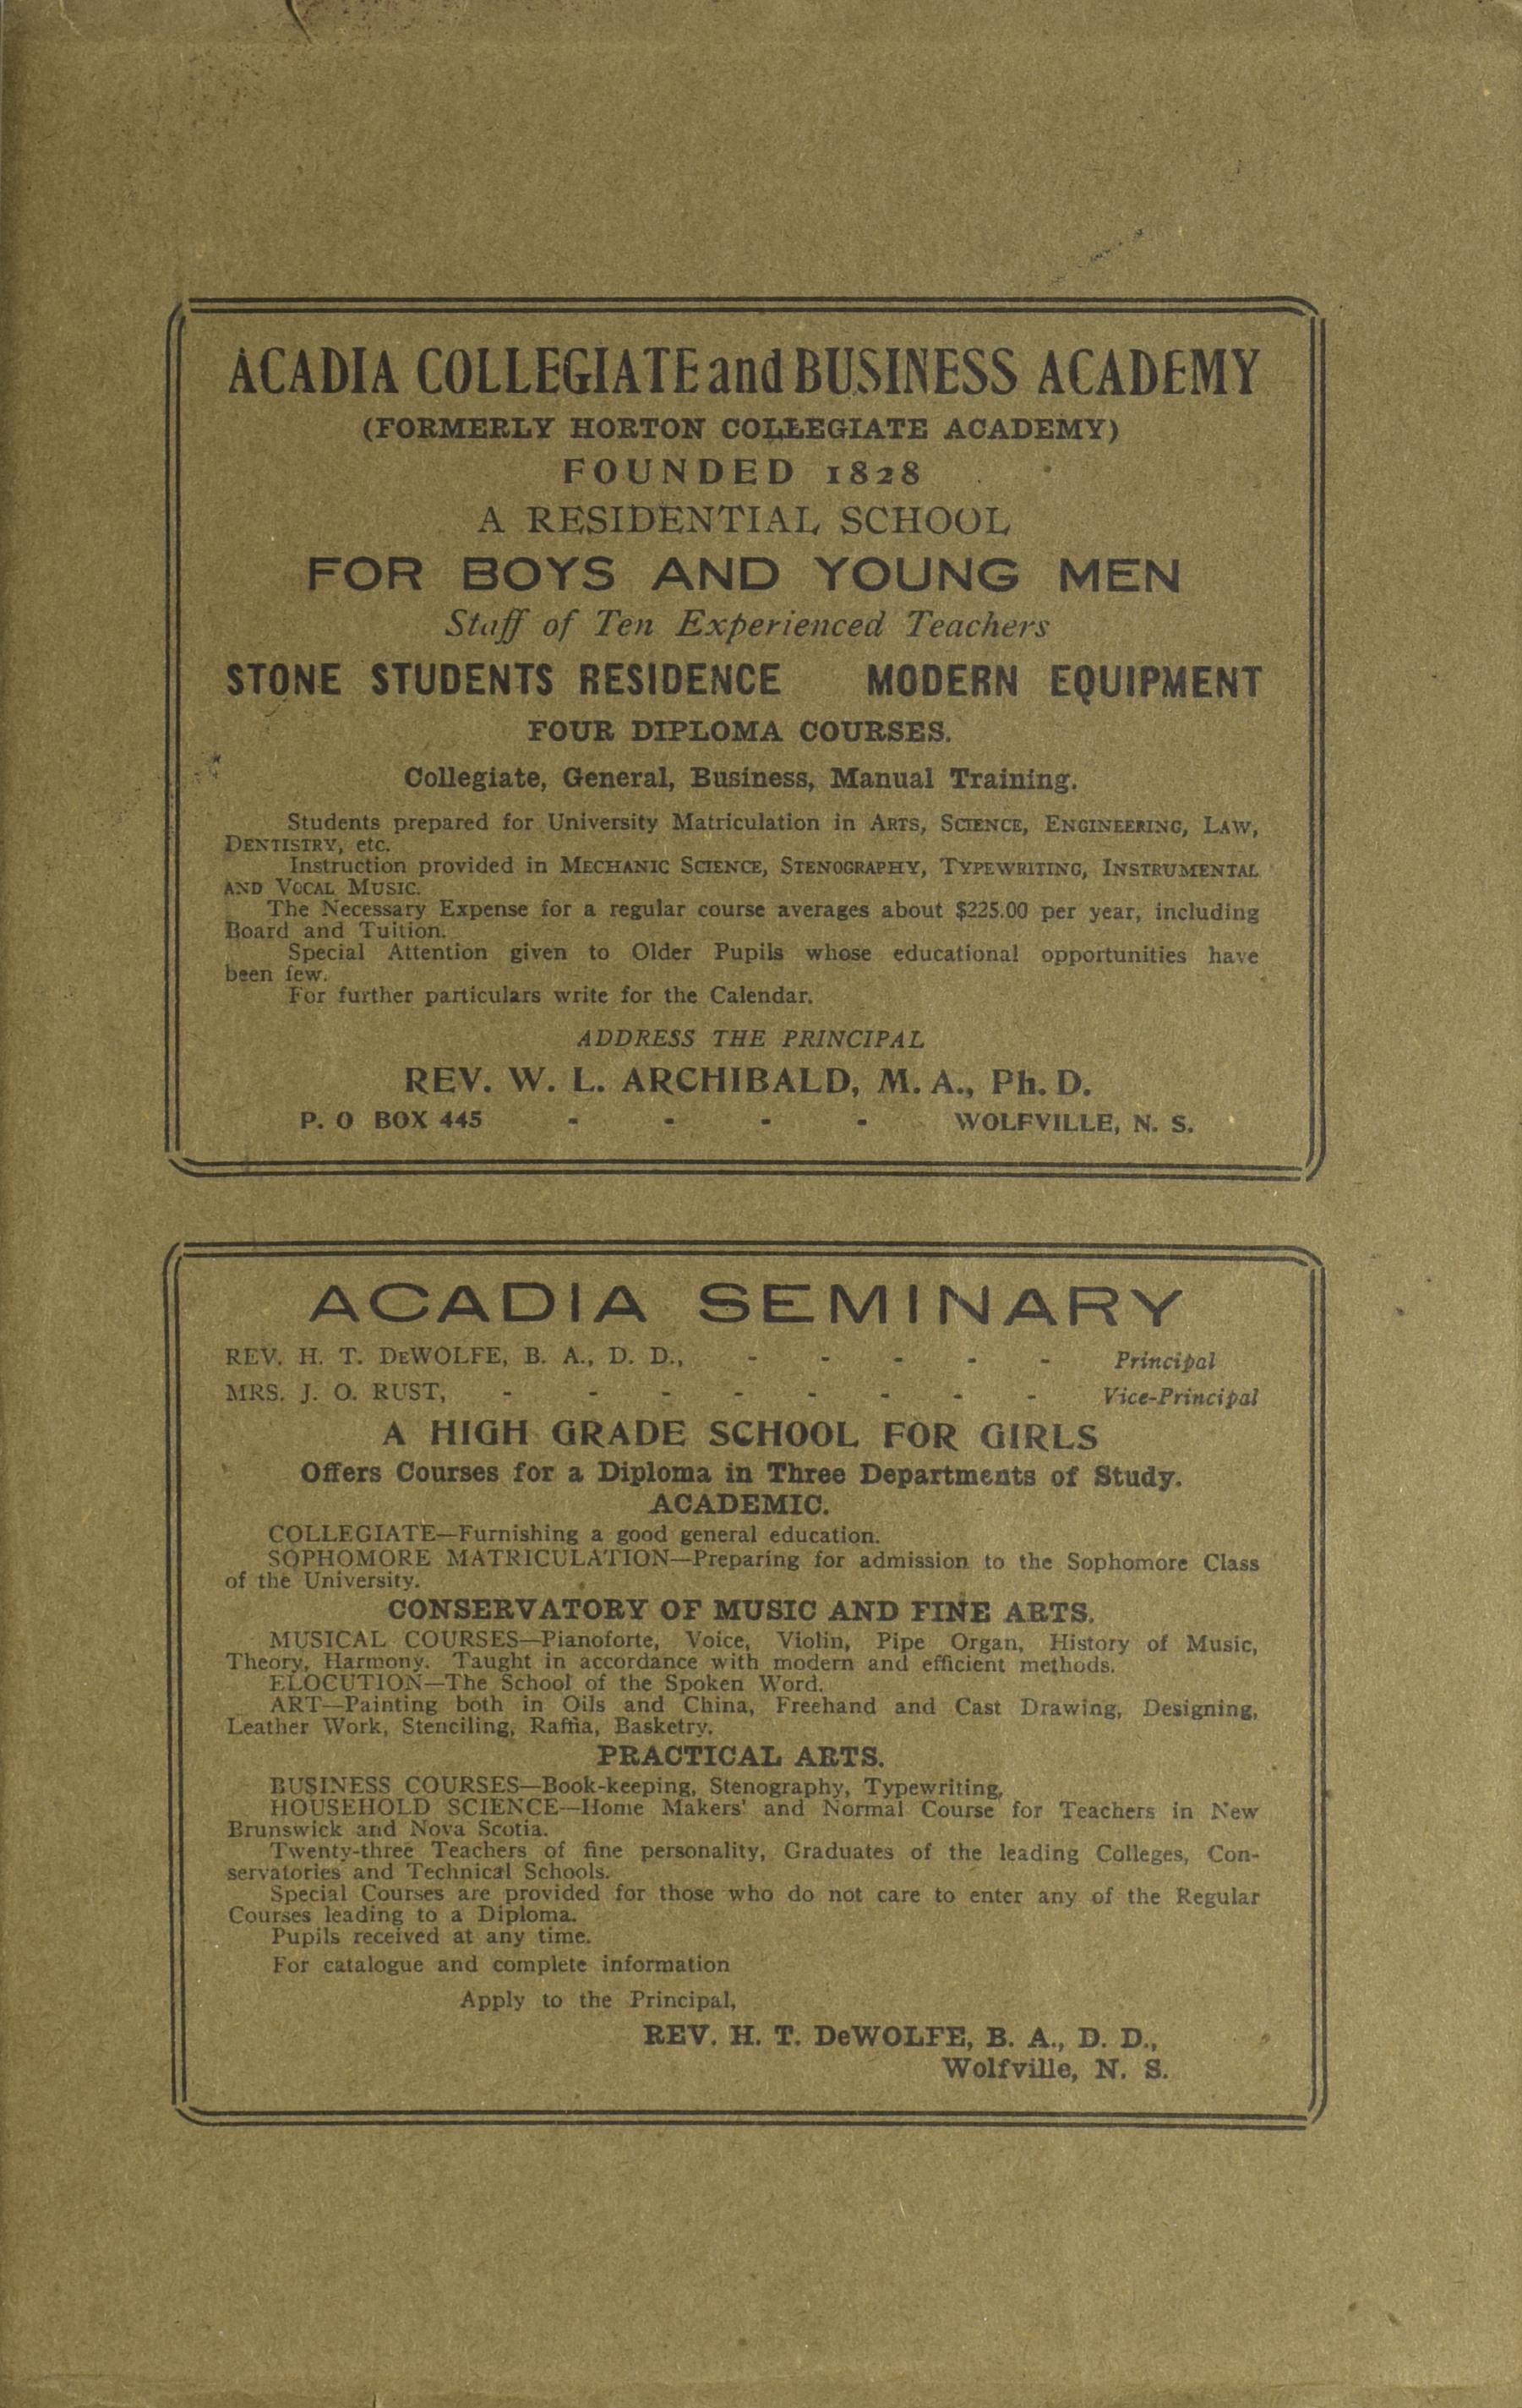 ACADIA COLLEGIATE and BUSINESS ACADEMY
(FORMERLY HORTON COLLEGIATE ACADEMY)
FOUNDED 1828
A RESIDENTIAL SCHOOL
FOR BOYS AND YOUNG MEN
Staff of Ten Experienced Teachers
STONE STUDENTS RESIDENCE MODERN EQUIPMENT
FOUR DIPLOMA COURSES.
Collegiate, General, Business, Manual Training.
Students prepared for University Matriculation in ARTS, SCIENCE, ENGINEERING, LAW,
DENTISTRY, etc.
Instruction provided in MECHANIC SCIENCE, STENOGRAPHY, TYPEWRITING, INSTRUMENTAL
AND VOCAL MUSIC.
The Necessary Expense for a regular course averages about $225.00 per year, including
Board and Tuition.
Special Attention given to Older Pupils whose educational opportunities have
been few.
For further particulars write for the Calendar.
ADDRESS THE PRINCIPAL
REV. W. L. ARCHIBALD, M. A., Ph. D.
P. O BOX 445 - - - - WOLFVILLE, N. S.
ACADIA SEMINARY
REV. H. T. DEWOLFE, B. A., D. D., - - - - - Principal
MRS. J. O. RUST, - - - - - - - - Vice-Principal
A HIGH GRADE SCHOOL FOR GIRLS
Offers Courses for a Diploma in Three Departments of Study.
ACADEMIC.
COLLEGIATE—Furnishing a good general education.
SOPHOMORE MATRICULATION—Preparing for admission to the Sophomore Class
of the University.
CONSERVATORY OF MUSIC AND FINE ARTS.
MUSICAL COURSES—Pianoforte, Voice, Violin, Pipe Organ, History of Music,
Theory, Harmony. Taught in accordance with modern and efficient methods.
ELOCUTION—The School of the Spoken Word.
ART—Painting both in Oils and China, Freehand and Cast Drawing, Designing,
Leather Work, Stenciling, Raffia, Basketry.
PRACTICAL ARTS.
BUSINESS COURSES—Book-keeping, Stenography, Typewriting,
HOUSEHOLD SCIENCE—Home Makers' and Normal Course for Teachers in New
Brunswick and Nova Scotia.
Twenty-three Teachers of fine personality, Graduates of the leading Colleges, Con-
servatories and Technical Schools.
Special Courses are provided for those who do not care to enter any of the Regular
Courses leading to a Diploma.
Pupils received at any time.
For catalogue and complete information
Apply to the Principal,
REV. H. T. DeWOLFE, B. A., D. D.,
Wolfville, N. S.